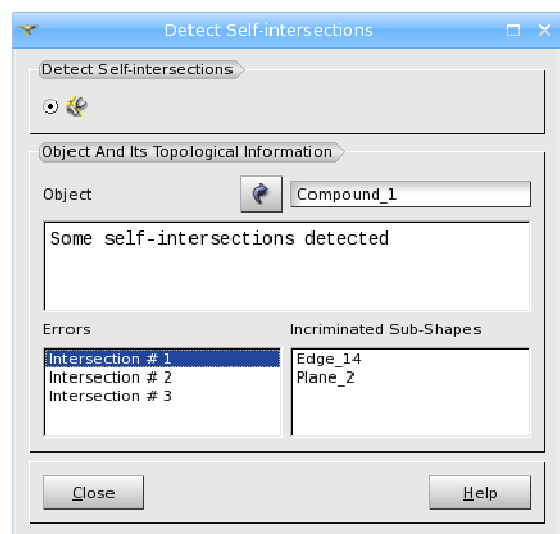 Detect Self-intersections
Detect Self-intersections
Object And Its Topological Information
Object
Compound_1
Some self-intersections detected
Errors
Incriminated Sub-Shapes
Intersection # 1
Intersection # 2
Intersection # 3
Edge_14
Plane_2
Close
Help